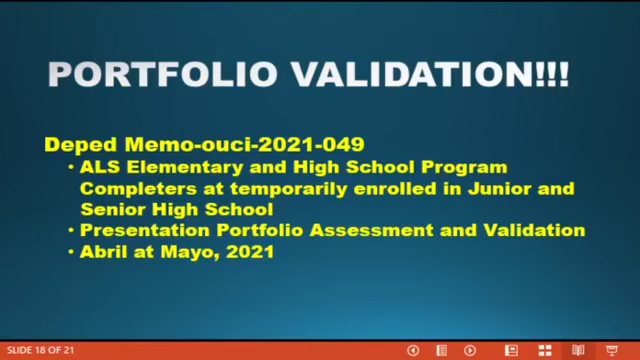 PORTFOLIO VALIDATION!!!
Deped Memo-ouci-2021-049
• ALS Elementary and High School Program
Completers at temporarily enrolled in Junior and
Senior High School
• Presentation Portfolio Assessment and Validation
• Abril at Mayo, 2021
SLIDE 18 OF 21